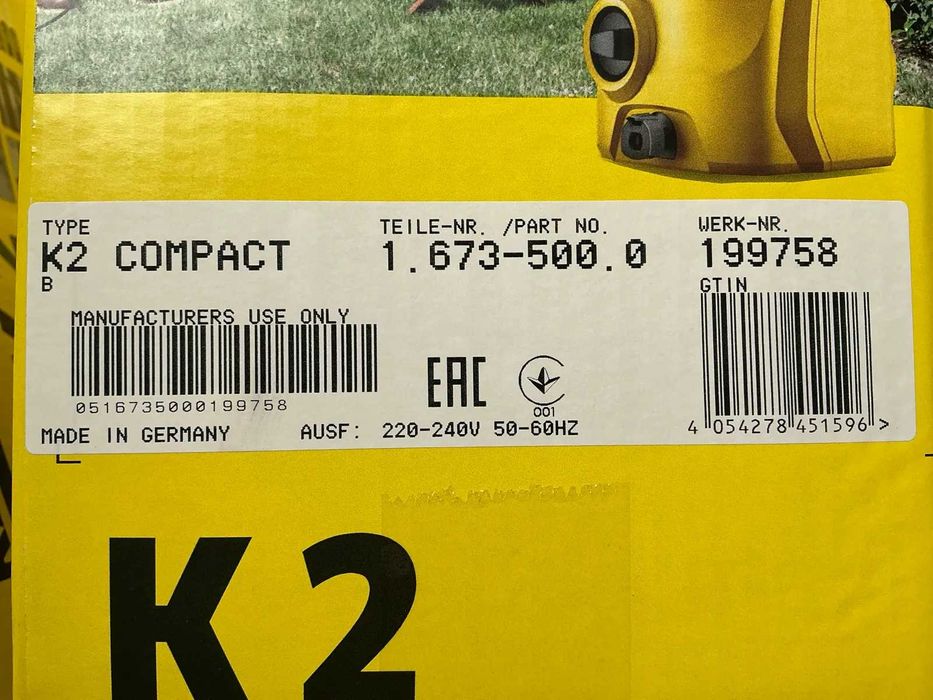 TYPE
K2 COMPACT
B
TEILE-NR. /PART NO.
1.673-500.0
WERK-NR.
199758
GTIN
MANUFACTURERS USE ONLY
0516735000199758
EAC
001
4 054278 451596 >
MADE IN GERMANY
AUSF: 220-240V 50-60HZ
K2